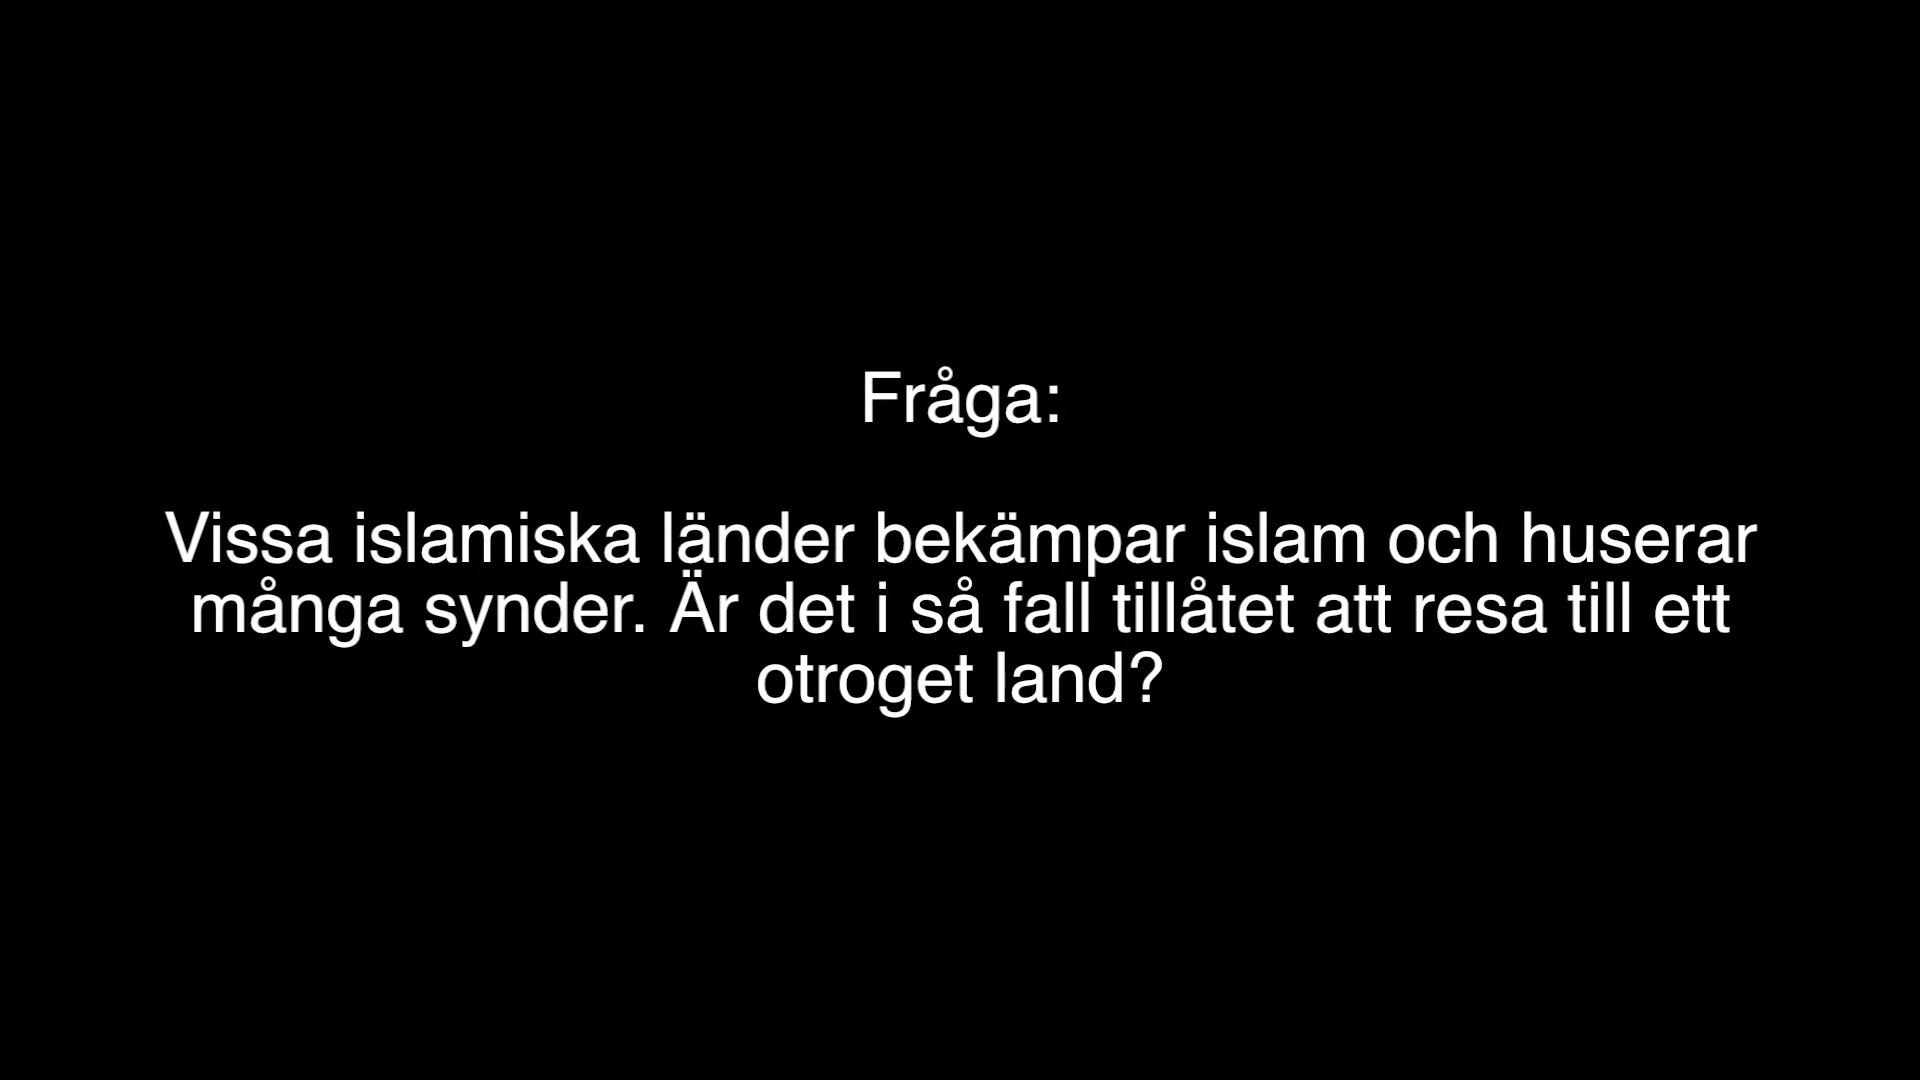 Fråga:
Vissa islamiska länder bekämpar islam och huserar
många synder. Är det i så fall tillåtet att resa till ett
otroget land?